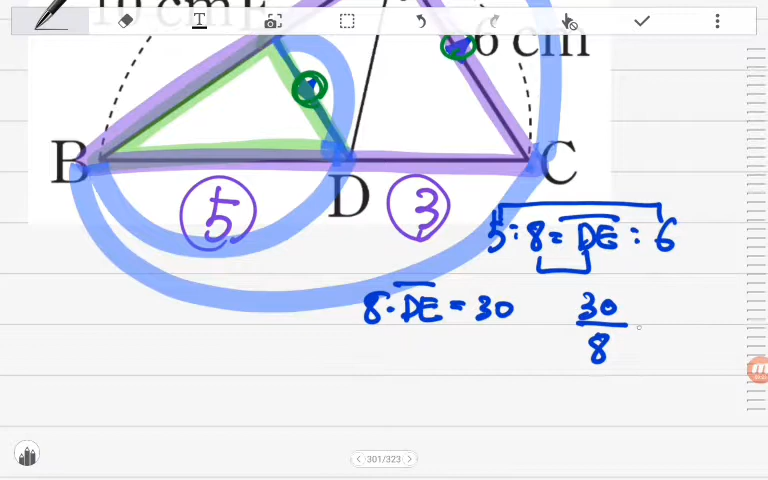 10 cm E
6 cm
B
C
D
5
3
5 : 8 = DE : 6
8 · DE = 30
30
8
301/323